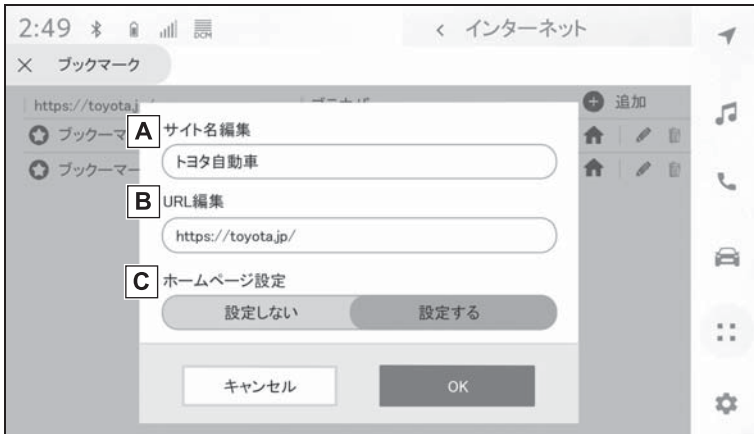 2:49 DCM < インターネット
× ブックマーク
https://toyota.j 追加
ブックーマ
ブックーマー
A サイト名編集
トヨタ自動車
B URL編集
https://toyota.jp/
C ホームページ設定
設定しない 設定する
キャンセル OK